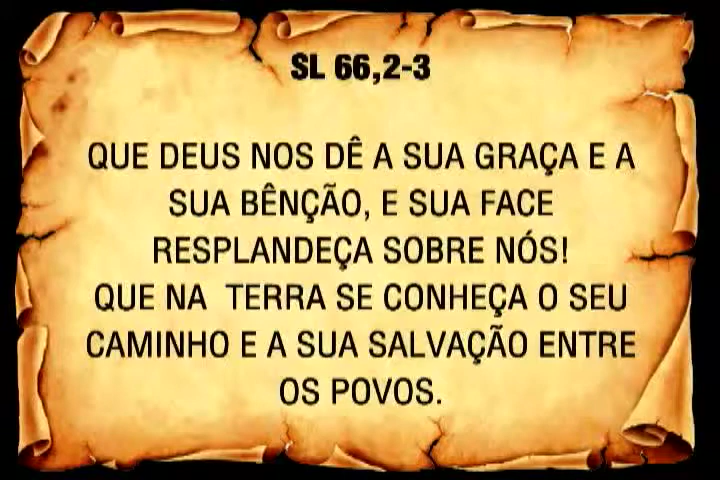 SL 66,2-3
QUE DEUS NOS DÊ A SUA GRAÇA E A
SUA BÊNÇÃO, E SUA FACE
RESPLANDEÇA SOBRE NÓS!
QUE NA  TERRA SE CONHEÇA O SEU
CAMINHO E A SUA SALVAÇÃO ENTRE
OS POVOS.